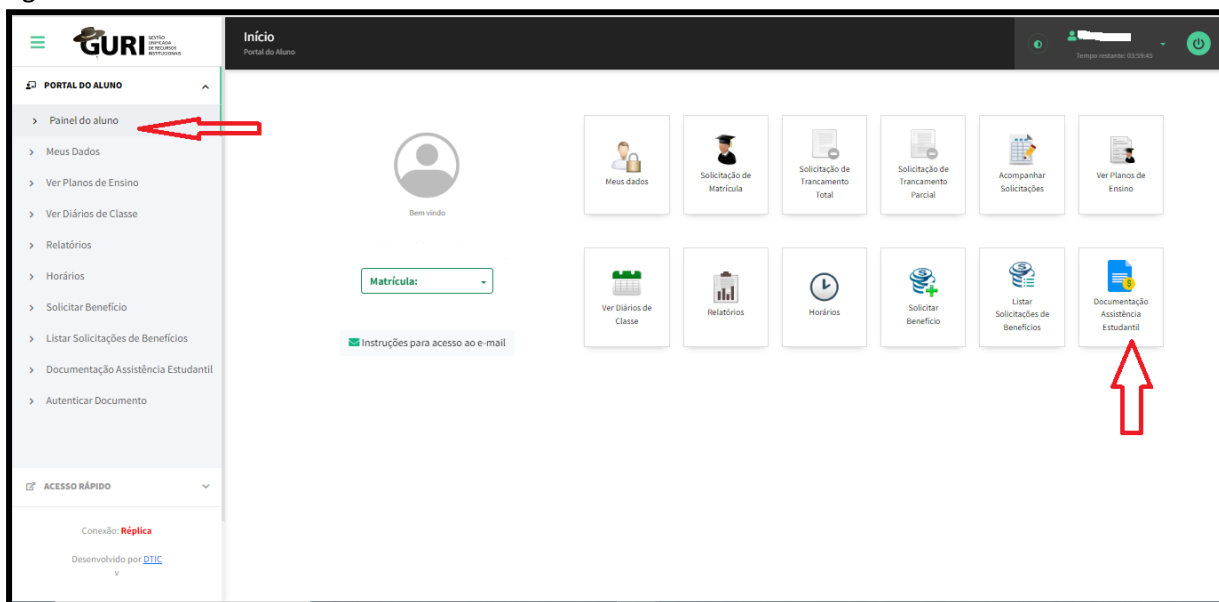 GURI
GESTÃO
UNIFICADA
DE RECURSOS
INSTITUCIONAIS
Início
Portal do Aluno
Tempo restante: 03:59:45
PORTAL DO ALUNO
Painel do aluno
Meus Dados
Ver Planos de Ensino
Ver Diários de Classe
Relatórios
Horários
Solicitar Benefício
Listar Solicitações de Benefícios
Documentação Assistência Estudantil
Autenticar Documento
ACESSO RÁPIDO
Conexão: Réplica
Desenvolvido por DTIC
v
Bem vindo
Matrícula:
Instruções para acesso ao e-mail
Meus dados
Solicitação de
Matrícula
Solicitação de
Trancamento
Total
Solicitação de
Trancamento
Parcial
Acompanhar
Solicitações
Ver Planos de
Ensino
Ver Diários de
Classe
Relatórios
Horários
Solicitar
Benefício
Listar
Solicitações de
Benefícios
Documentação
Assistência
Estudantil